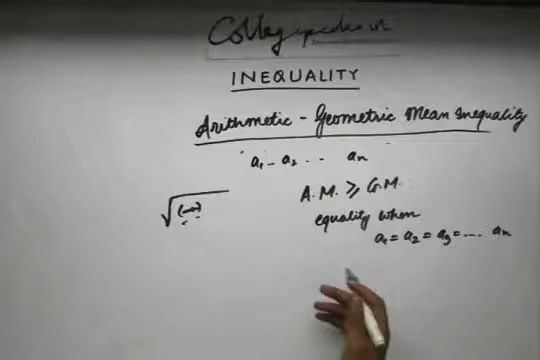 INEQUALITY
Arithmetic - Geometric Mean Inequality
a₁ - a₂ .. aₙ
A.M. ≥ G.M.
equality when
a₁ = a₂ = a₃ = .... aₙ